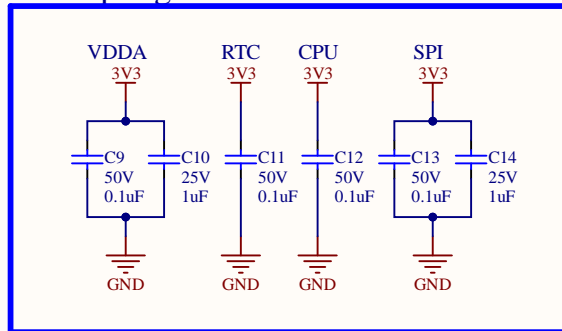 VDDA RTC CPU SPI
3V3 3V3 3V3 3V3
C9 C10 C11 C12 C13 C14
50V 25V 50V 50V 50V 25V
0.1uF 1uF 0.1uF 0.1uF 0.1uF 1uF
GND GND GND GND